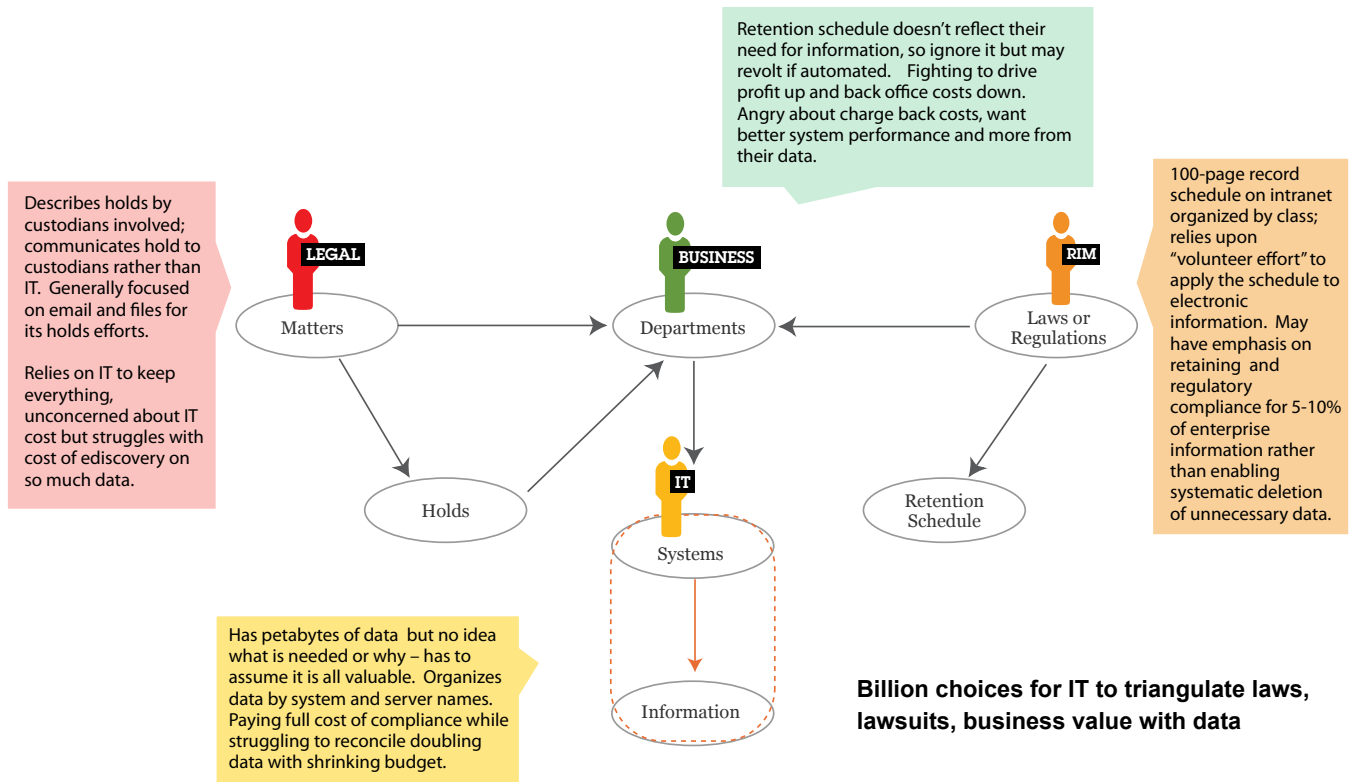 Retention schedule doesn’t reflect their
need for information, so ignore it but may
revolt if automated.   Fighting to drive
profit up and back office costs down.
Angry about charge back costs, want
better system performance and more from
their data.
Describes holds by
custodians involved;
communicates hold to
custodians rather than
IT.  Generally focused
on email and files for
its holds efforts.
Relies on IT to keep
everything,
unconcerned about IT
cost but struggles with
cost of ediscovery on
so much data.
LEGAL
Matters
BUSINESS
Departments
RIM
Laws or
Regulations
100-page record
schedule on intranet
organized by class;
relies upon
“volunteer effort” to
apply the schedule to
electronic
information.  May
have emphasis on
retaining  and
regulatory
compliance for 5-10%
of enterprise
information rather
than enabling
systematic deletion
of unnecessary data.
Holds
IT
Systems
Retention
Schedule
Has petabytes of data  but no idea
what is needed or why – has to
assume it is all valuable.  Organizes
data by system and server names.
Paying full cost of compliance while
struggling to reconcile doubling
data with shrinking budget.
Information
Billion choices for IT to triangulate laws,
lawsuits, business value with data